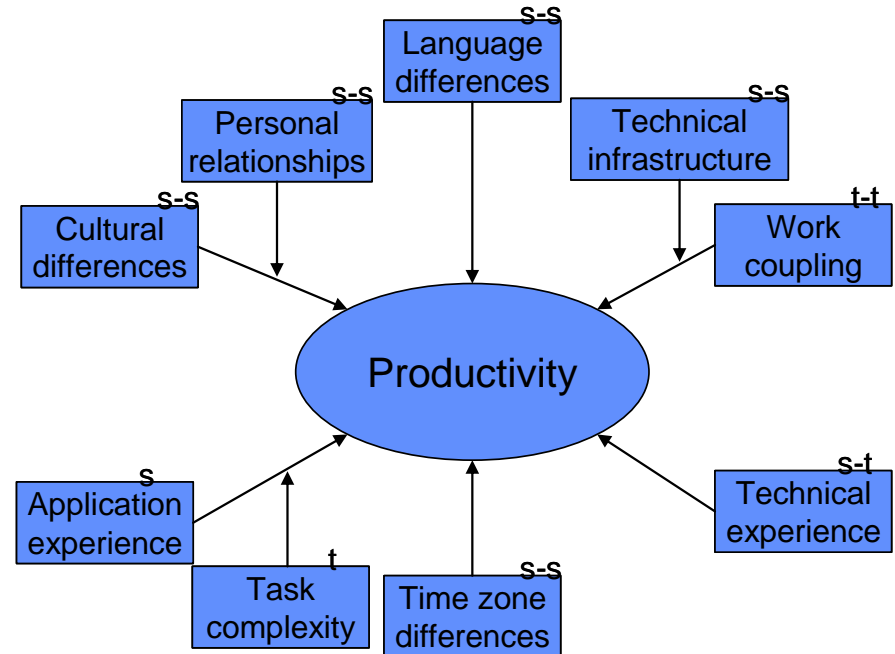 s-s
Language
differences
s-s
Personal
relationships
s-s
Technical
infrastructure
s-s
Cultural
differences
t-t
Work
coupling
Productivity
s
Application
experience
s-t
Technical
experience
t
Task
complexity
s-s
Time zone
differences